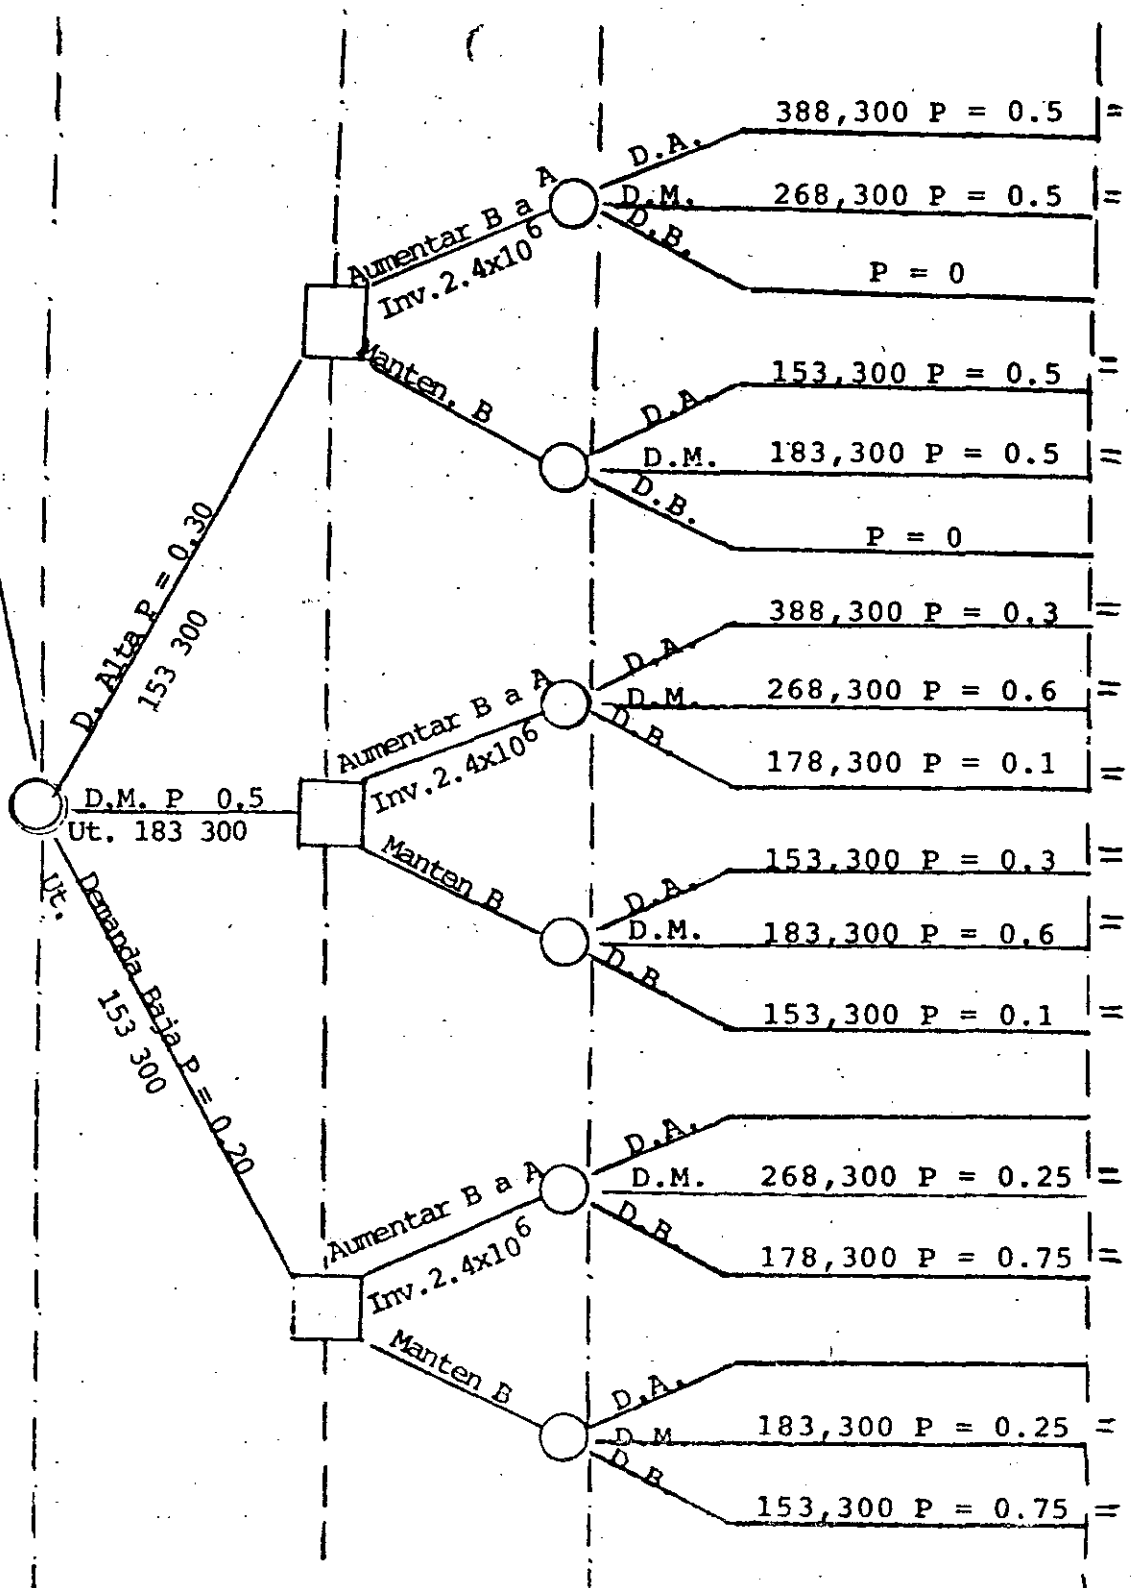 388,300 P = 0.5 =
D.A.
D.M. 268,300 P = 0.5 =
D.B.
P = 0
Aumentar B a A
Inv.2.4x10⁶
Manten. B
153,300 P = 0.5 =
D.A.
D.M. 183,300 P = 0.5 =
D.B.
P = 0
D. Alta P = 0.30
153 300
388,300 P = 0.3 =
D.A.
D.M. 268,300 P = 0.6 =
D.B.
178,300 P = 0.1 =
Aumentar B a A
Inv.2.4x10⁶
D.M. P 0.5
Ut. 183 300
Manten B
153,300 P = 0.3 =
D.A.
D.M. 183,300 P = 0.6 =
D.B.
153,300 P = 0.1 =
Ut.
Demanda Baja P = 0.20
153 300
D.A.
D.M. 268,300 P = 0.25 =
D.B.
178,300 P = 0.75 =
Aumentar B a A
Inv.2.4x10⁶
Manten B
D.A.
D M 183,300 P = 0.25 =
D B
153,300 P = 0.75 =